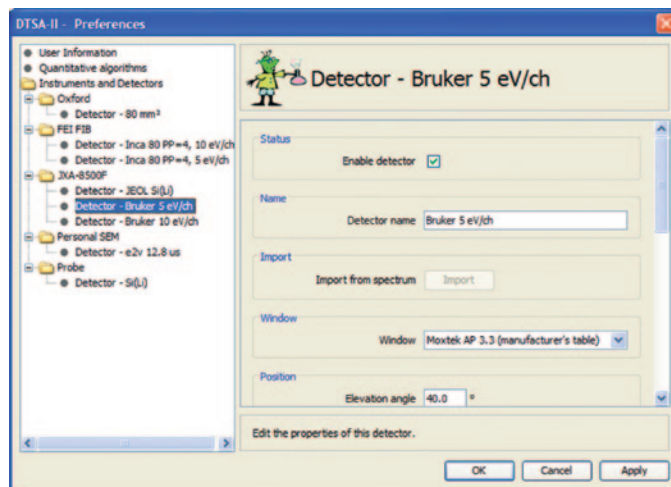 DTSA-II - Preferences
User Information
Quantitative algorithms
Instruments and Detectors
Oxford
Detector - 80 mm²
FEI FIB
Detector - Inca 80 PP=4, 10 eV/ch
Detector - Inca 80 PP=4, 5 eV/ch
JXA-8500F
Detector - JEOL Si(Li)
Detector - Bruker 5 eV/ch
Detector - Bruker 10 eV/ch
Personal SEM
Detector - e2v 12.8 us
Probe
Detector - Si(Li)
Detector - Bruker 5 eV/ch
Status
Enable detector
Name
Detector name Bruker 5 eV/ch
Import
Import from spectrum Import
Window
Window Moxtek AP 3.3 (manufacturer's table)
Position
Elevation angle 40.0 °
Edit the properties of this detector.
OK Cancel Apply